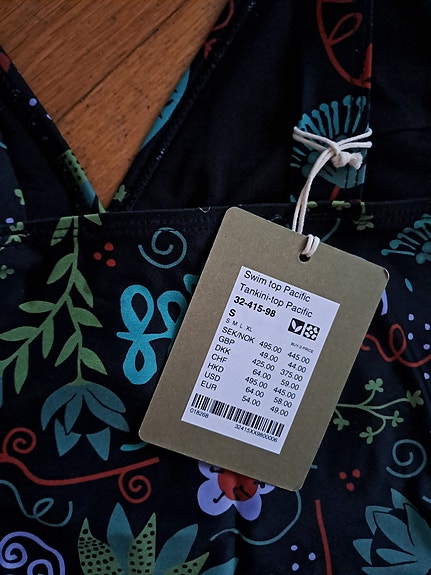 Swim top Pacific
Tankini-top Pacific
32-415-98
S
S M L XL
BUY-2-PRICE
SEK/NOK 495.00 445.00
GBP 49.00 44.00
DKK 425.00 375.00
CHF 64.00 59.00
HKD 495.00 445.00
USD 64.00 58.00
EUR 54.00 49.00
018268 32415XX9800006